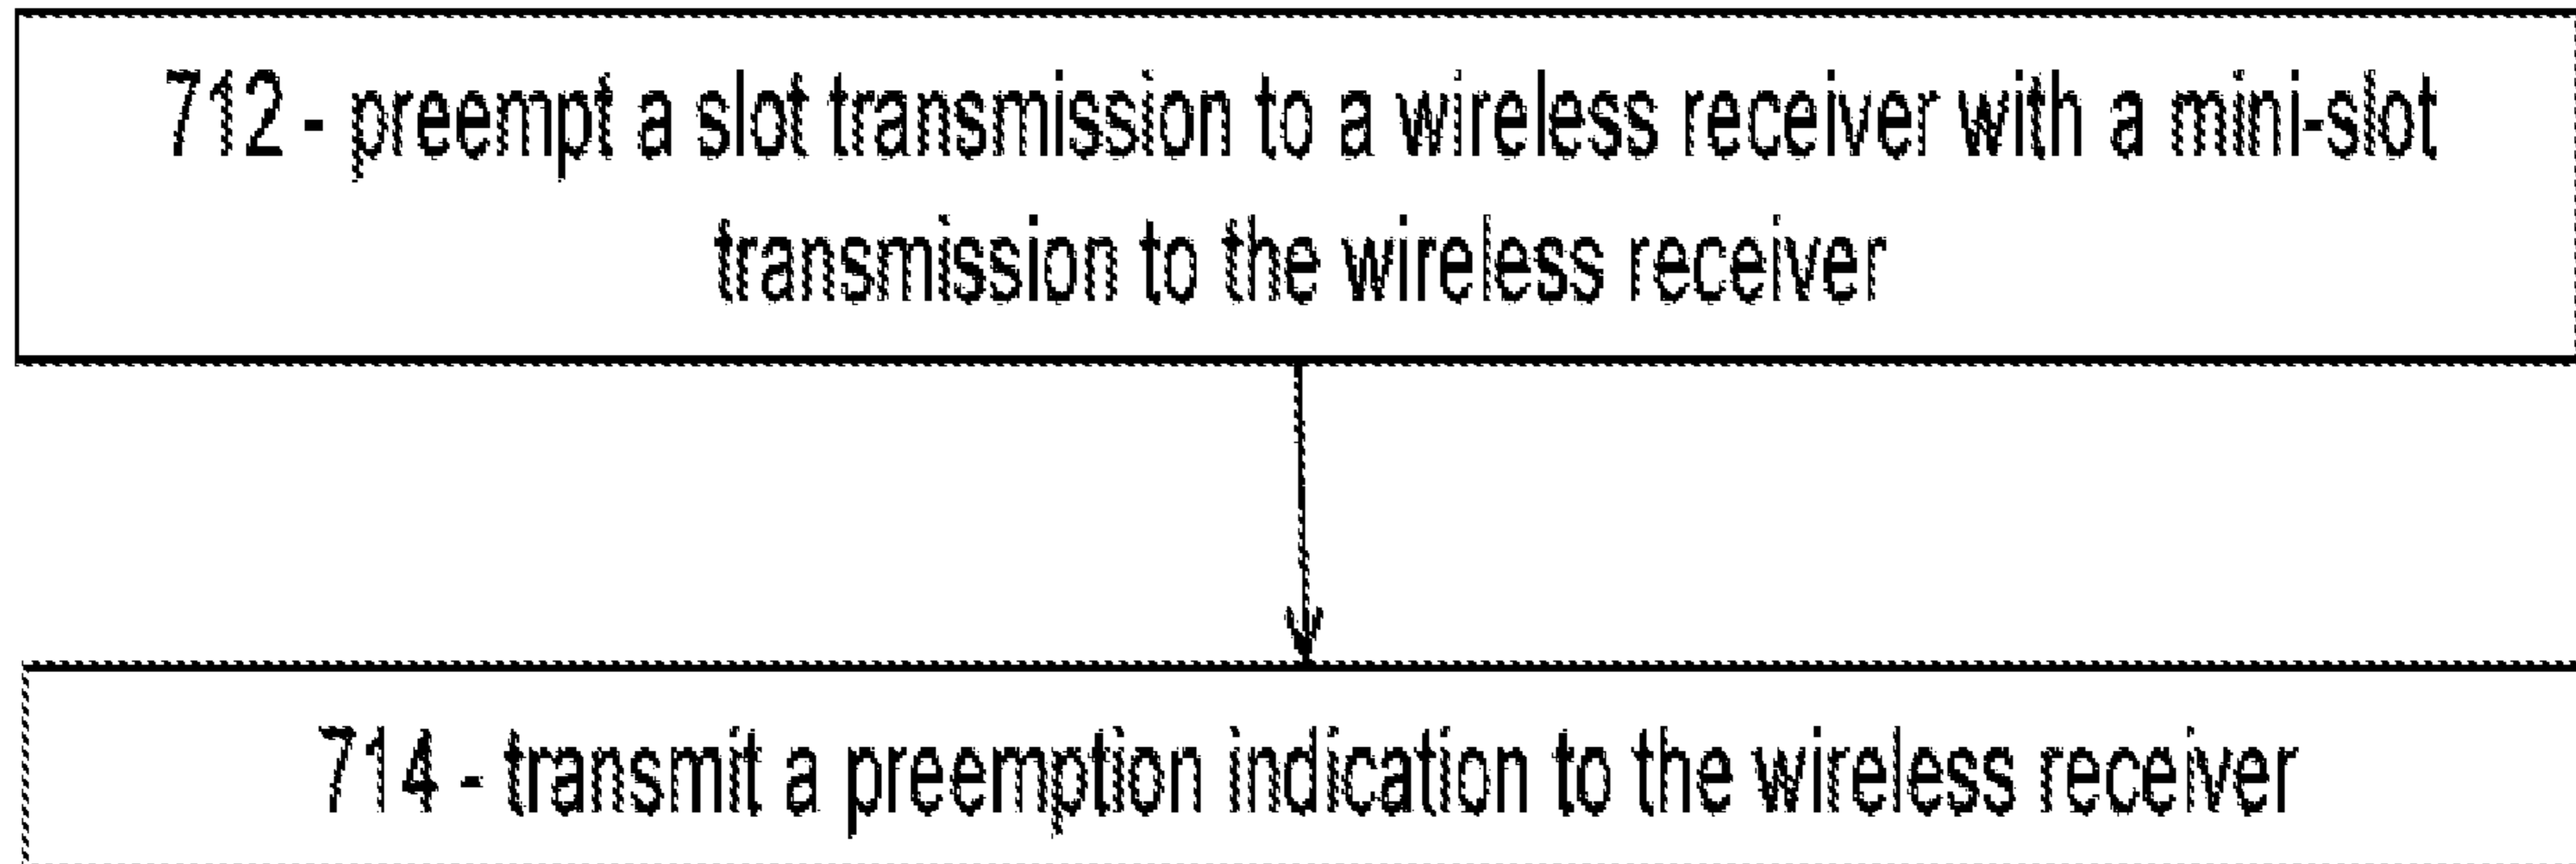 712 - preempt a slot transmission to a wireless receiver with a mini-slot
transmission to the wireless receiver
714 - transmit a preemption indication to the wireless receiver